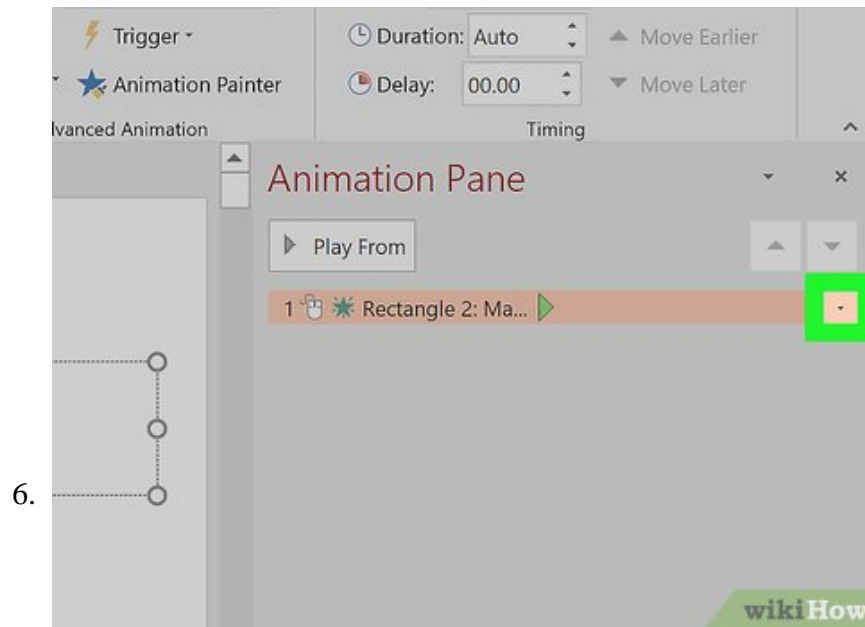 Trigger
Duration: Auto
Move Earlier
Animation Painter
Delay: 00.00
Move Later
lvanced Animation
Timing
Animation Pane
Play From
1 Rectangle 2: Ma...
6.
wikiHow